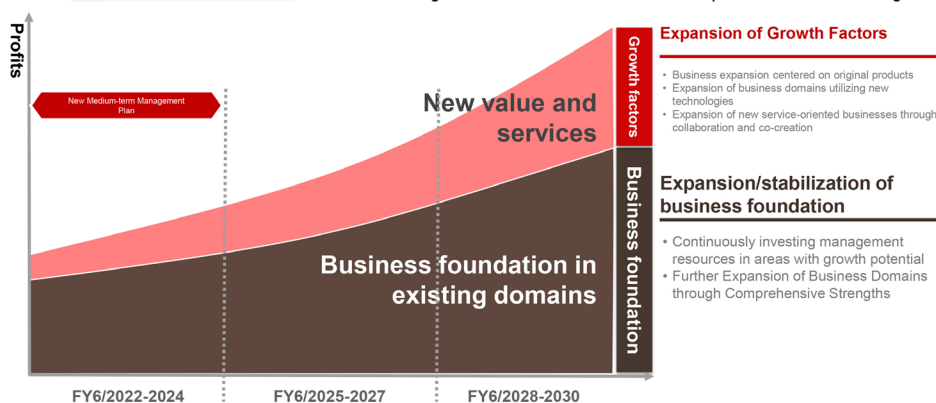 Profits
New Medium-term Management
Plan
New value and
services
Business foundation in
existing domains
Growth factors
Business foundation
Expansion of Growth Factors
• Business expansion centered on original products
• Expansion of business domains utilizing new
technologies
• Expansion of new service-oriented businesses through
collaboration and co-creation
Expansion/stabilization of
business foundation
• Continuously investing management
resources in areas with growth potential
• Further Expansion of Business Domains
through Comprehensive Strengths
FY6/2022-2024
FY6/2025-2027
FY6/2028-2030